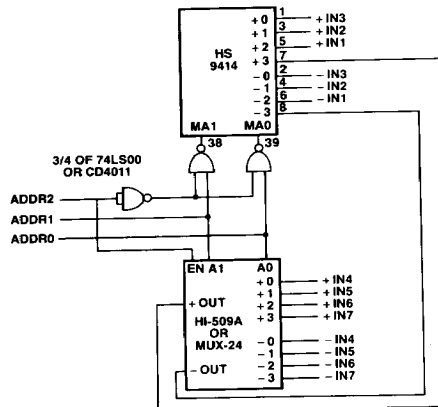 HS
9414
+0 1 +IN3
+1 3 +IN2
+2 5 +IN1
+3 7
−0 2 −IN3
−1 4 −IN2
−2 6 −IN1
−3 8
MA1 MA0
38 39
3/4 OF 74LS00
OR CD4011
ADDR2
ADDR1
ADDR0
EN A1 A0
+OUT
HI-509A
OR
MUX-24
−OUT
+0 +IN4
+1 +IN5
+2 +IN6
+3 +IN7
−0 −IN4
−1 −IN5
−2 −IN6
−3 −IN7